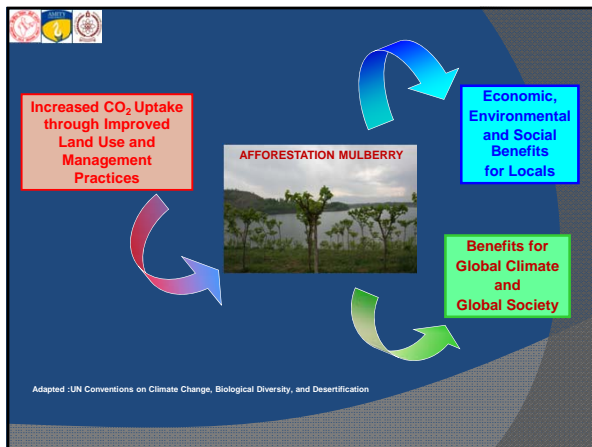 AMITY
Increased CO₂ Uptake
through Improved
Land Use and
Management
Practices
AFFORESTATION MULBERRY
Economic,
Environmental
and Social
Benefits
for Locals
Benefits for
Global Climate
and
Global Society
Adapted :UN Conventions on Climate Change, Biological Diversity, and Desertification